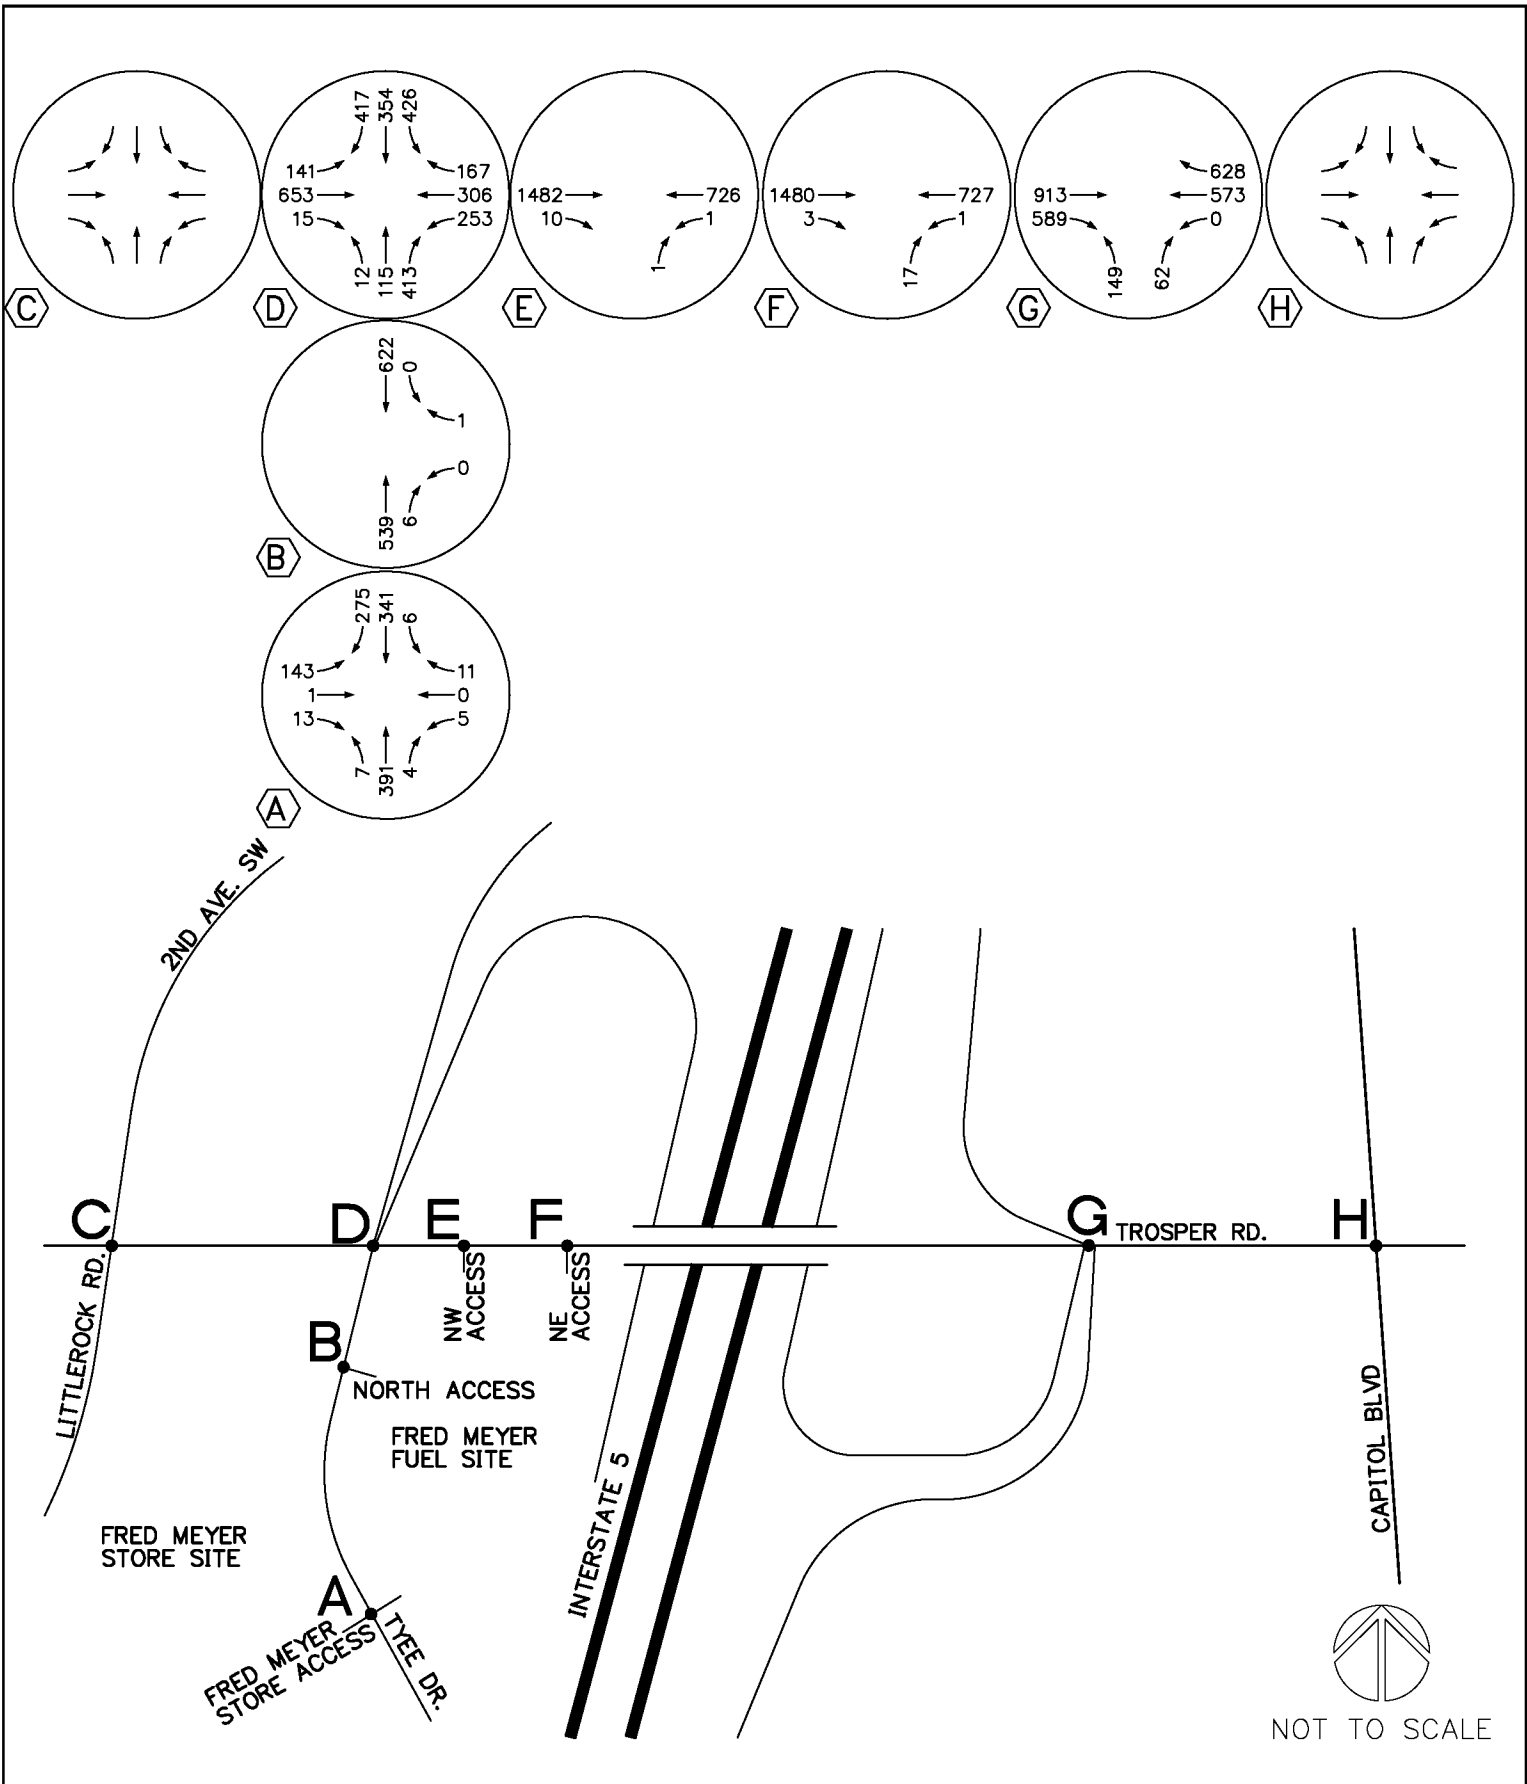 417 354 426
141 167
653 306
15 253
12 115 413
1482 726
10 1
1
1480 727
3 1
17
628
913 573
589 0
149 62
C
D
E
F
G
H
622 0
1
0
539 6
B
275 341 6
143 11
1 0
13 5
7 391 4
A
2ND AVE. SW
C
D
E
F
G
TROSPER RD.
H
LITTLEROCK RD.
NW
ACCESS
NE
ACCESS
B
NORTH ACCESS
FRED MEYER
FUEL SITE
INTERSTATE 5
CAPITOL BLVD
FRED MEYER
STORE SITE
A
FRED MEYER
STORE ACCESS
TYEE DR.
NOT TO SCALE